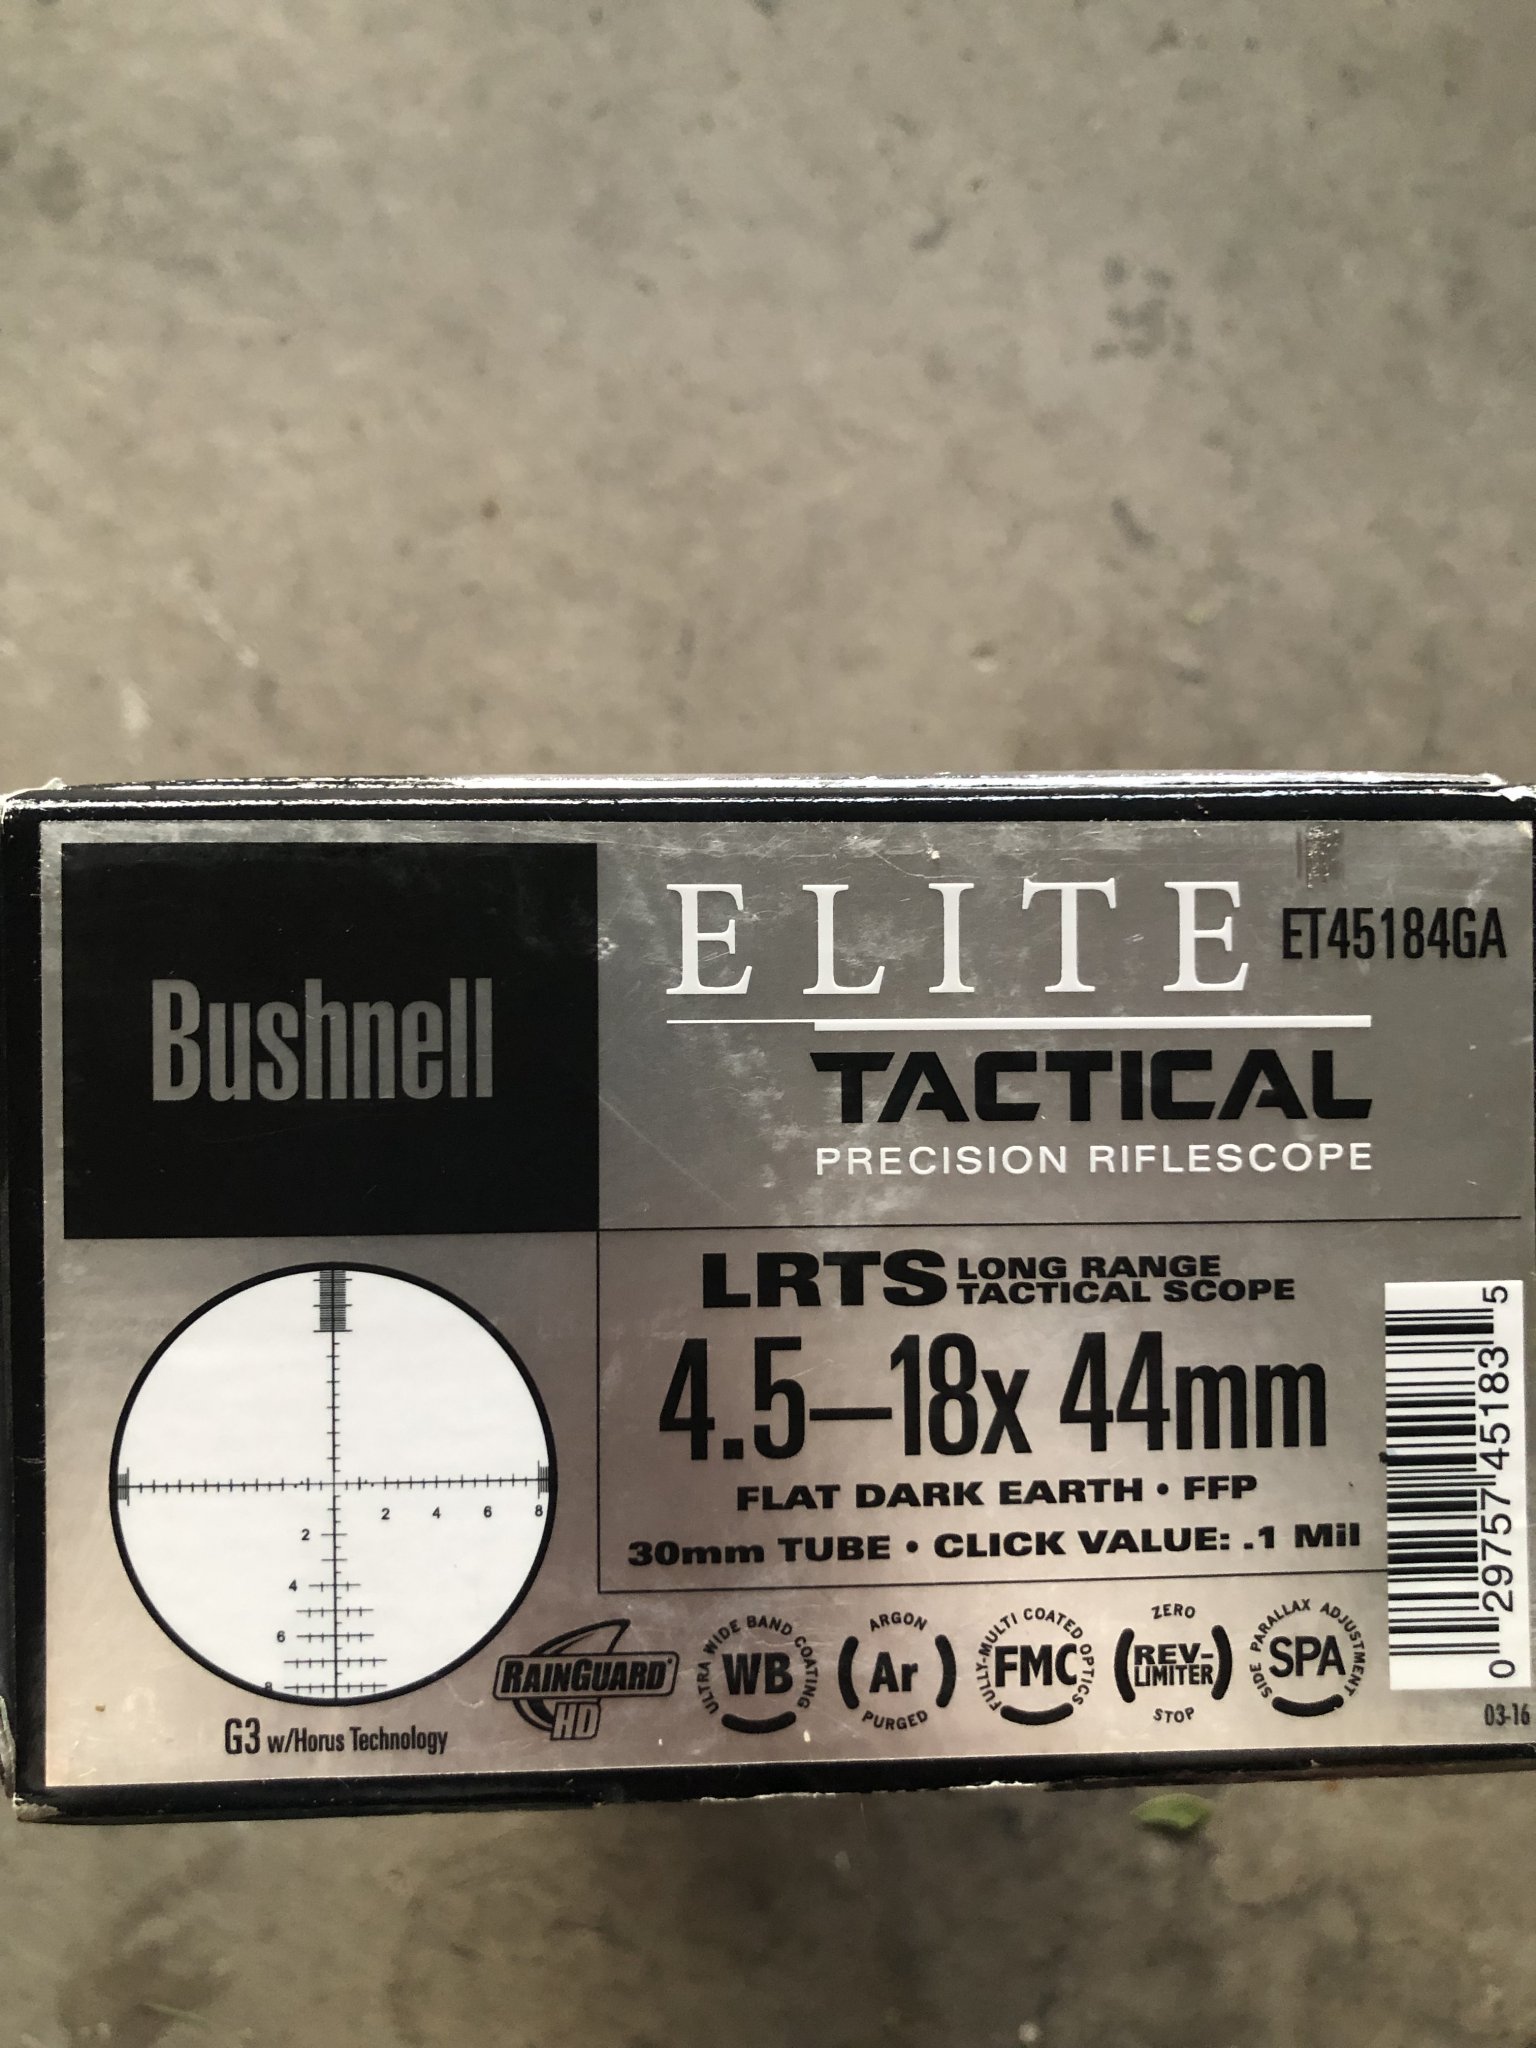 Bushnell
ELITE ET45184GA
TACTICAL
PRECISION RIFLESCOPE
LRTS LONG RANGE
TACTICAL SCOPE
4.5–18x 44mm
FLAT DARK EARTH • FFP
30mm TUBE • CLICK VALUE: .1 Mil
2 4 6 8
2
4
6
8
G3 w/Horus Technology
RAINGUARD®
HD
ULTRA WIDE BAND COATING
WB
ARGON
Ar
PURGED
FULLY-MULTI COATED OPTICS
FMC
ZERO
REV-
LIMITER
STOP
SIDE PARALLAX ADJUSTMENT
SPA
0 29757 45183 5
03-16